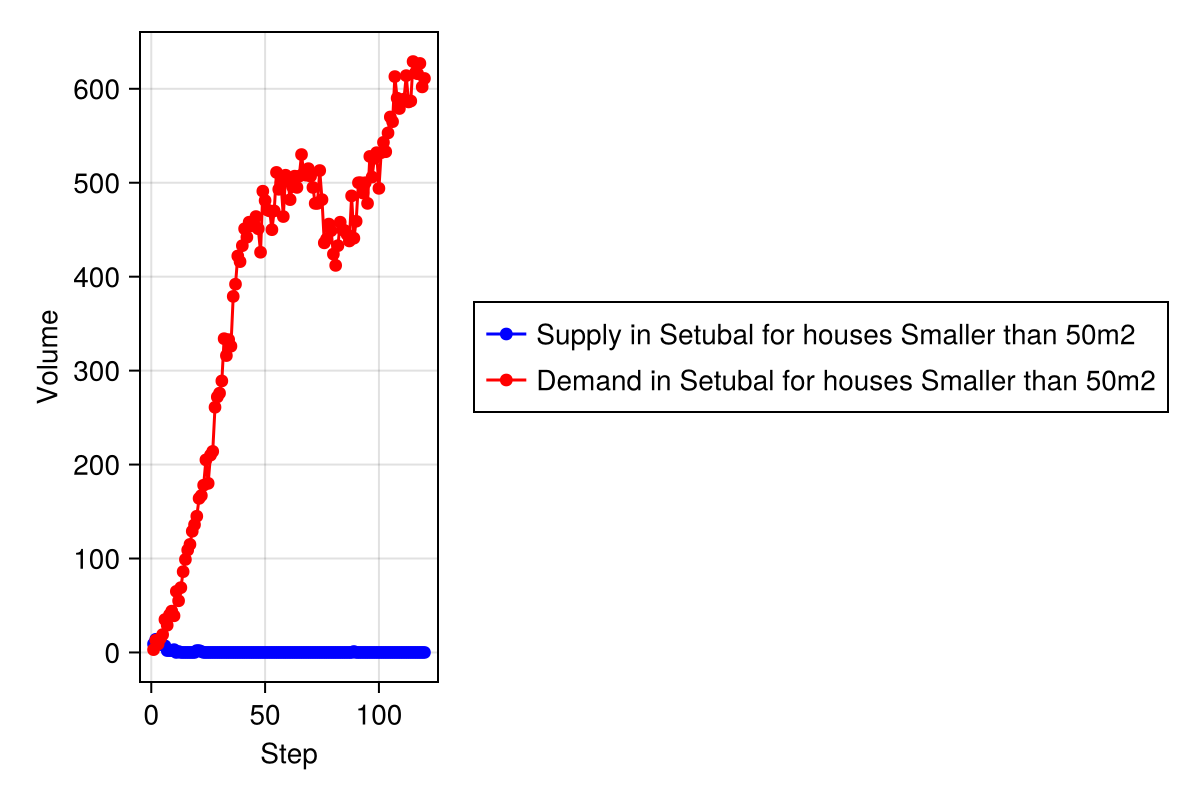 600
500
400
300
200
100
0
Volume
0 50 100
Step
Supply in Setubal for houses Smaller than 50m2
Demand in Setubal for houses Smaller than 50m2